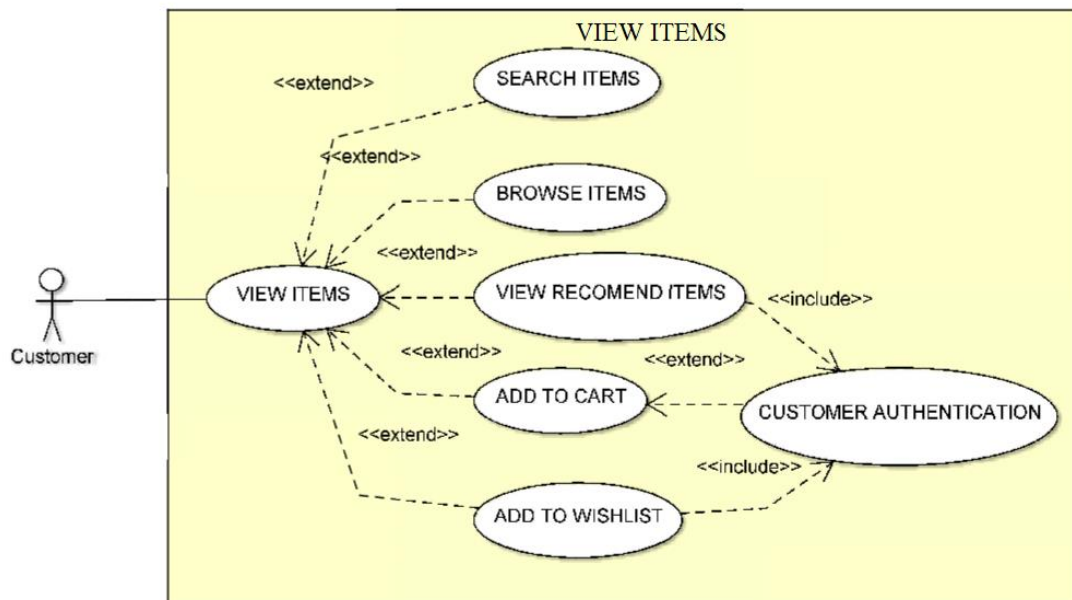 VIEW ITEMS
SEARCH ITEMS
<<extend>>
<<extend>>
BROWSE ITEMS
<<extend>>
VIEW ITEMS
VIEW RECOMEND ITEMS
<<include>>
Customer
<<extend>>
<<extend>>
ADD TO CART
CUSTOMER AUTHENTICATION
<<extend>>
<<include>>
ADD TO WISHLIST